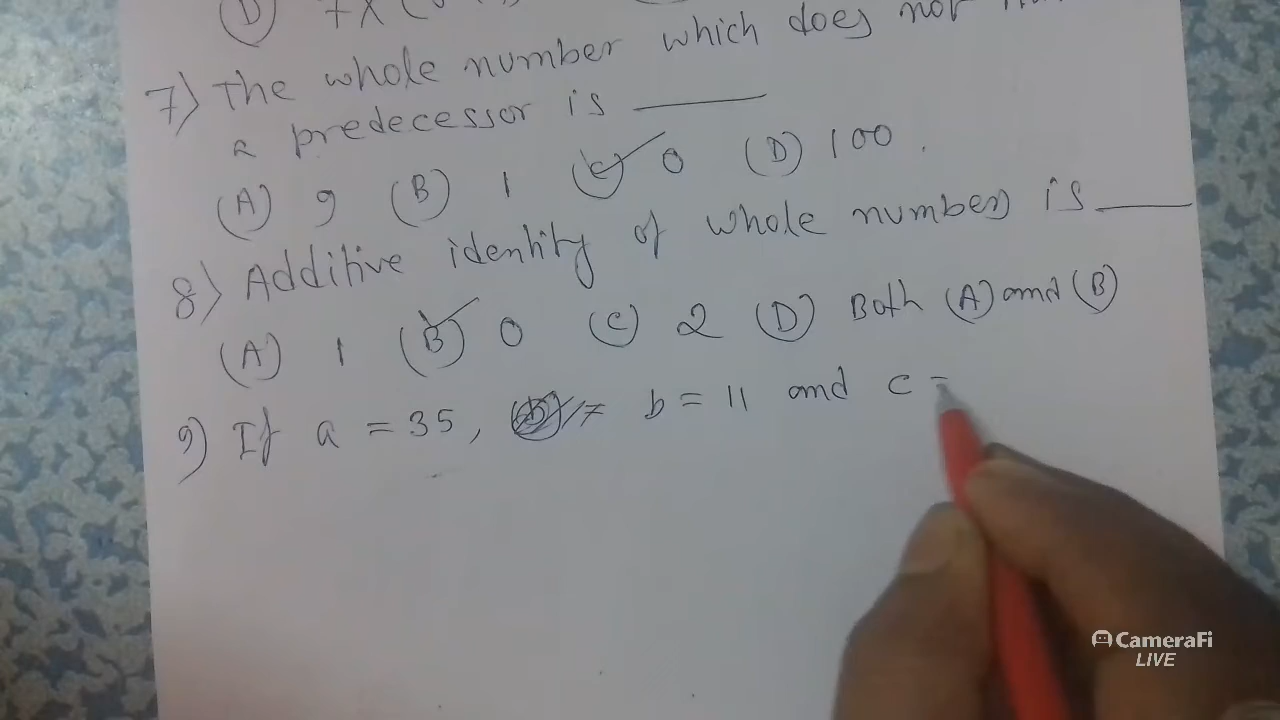 (D) 7x(
7) The whole number which does not
a predecessor is ______
(A) 9 (B) 1 (C) 0 (D) 100.
8) Additive identity of whole numbers is ______
(A) 1 (B) 0 (C) 2 (D) Both (A) and (B)
9) If a = 35, b = 11 and c =
CameraFi
LIVE